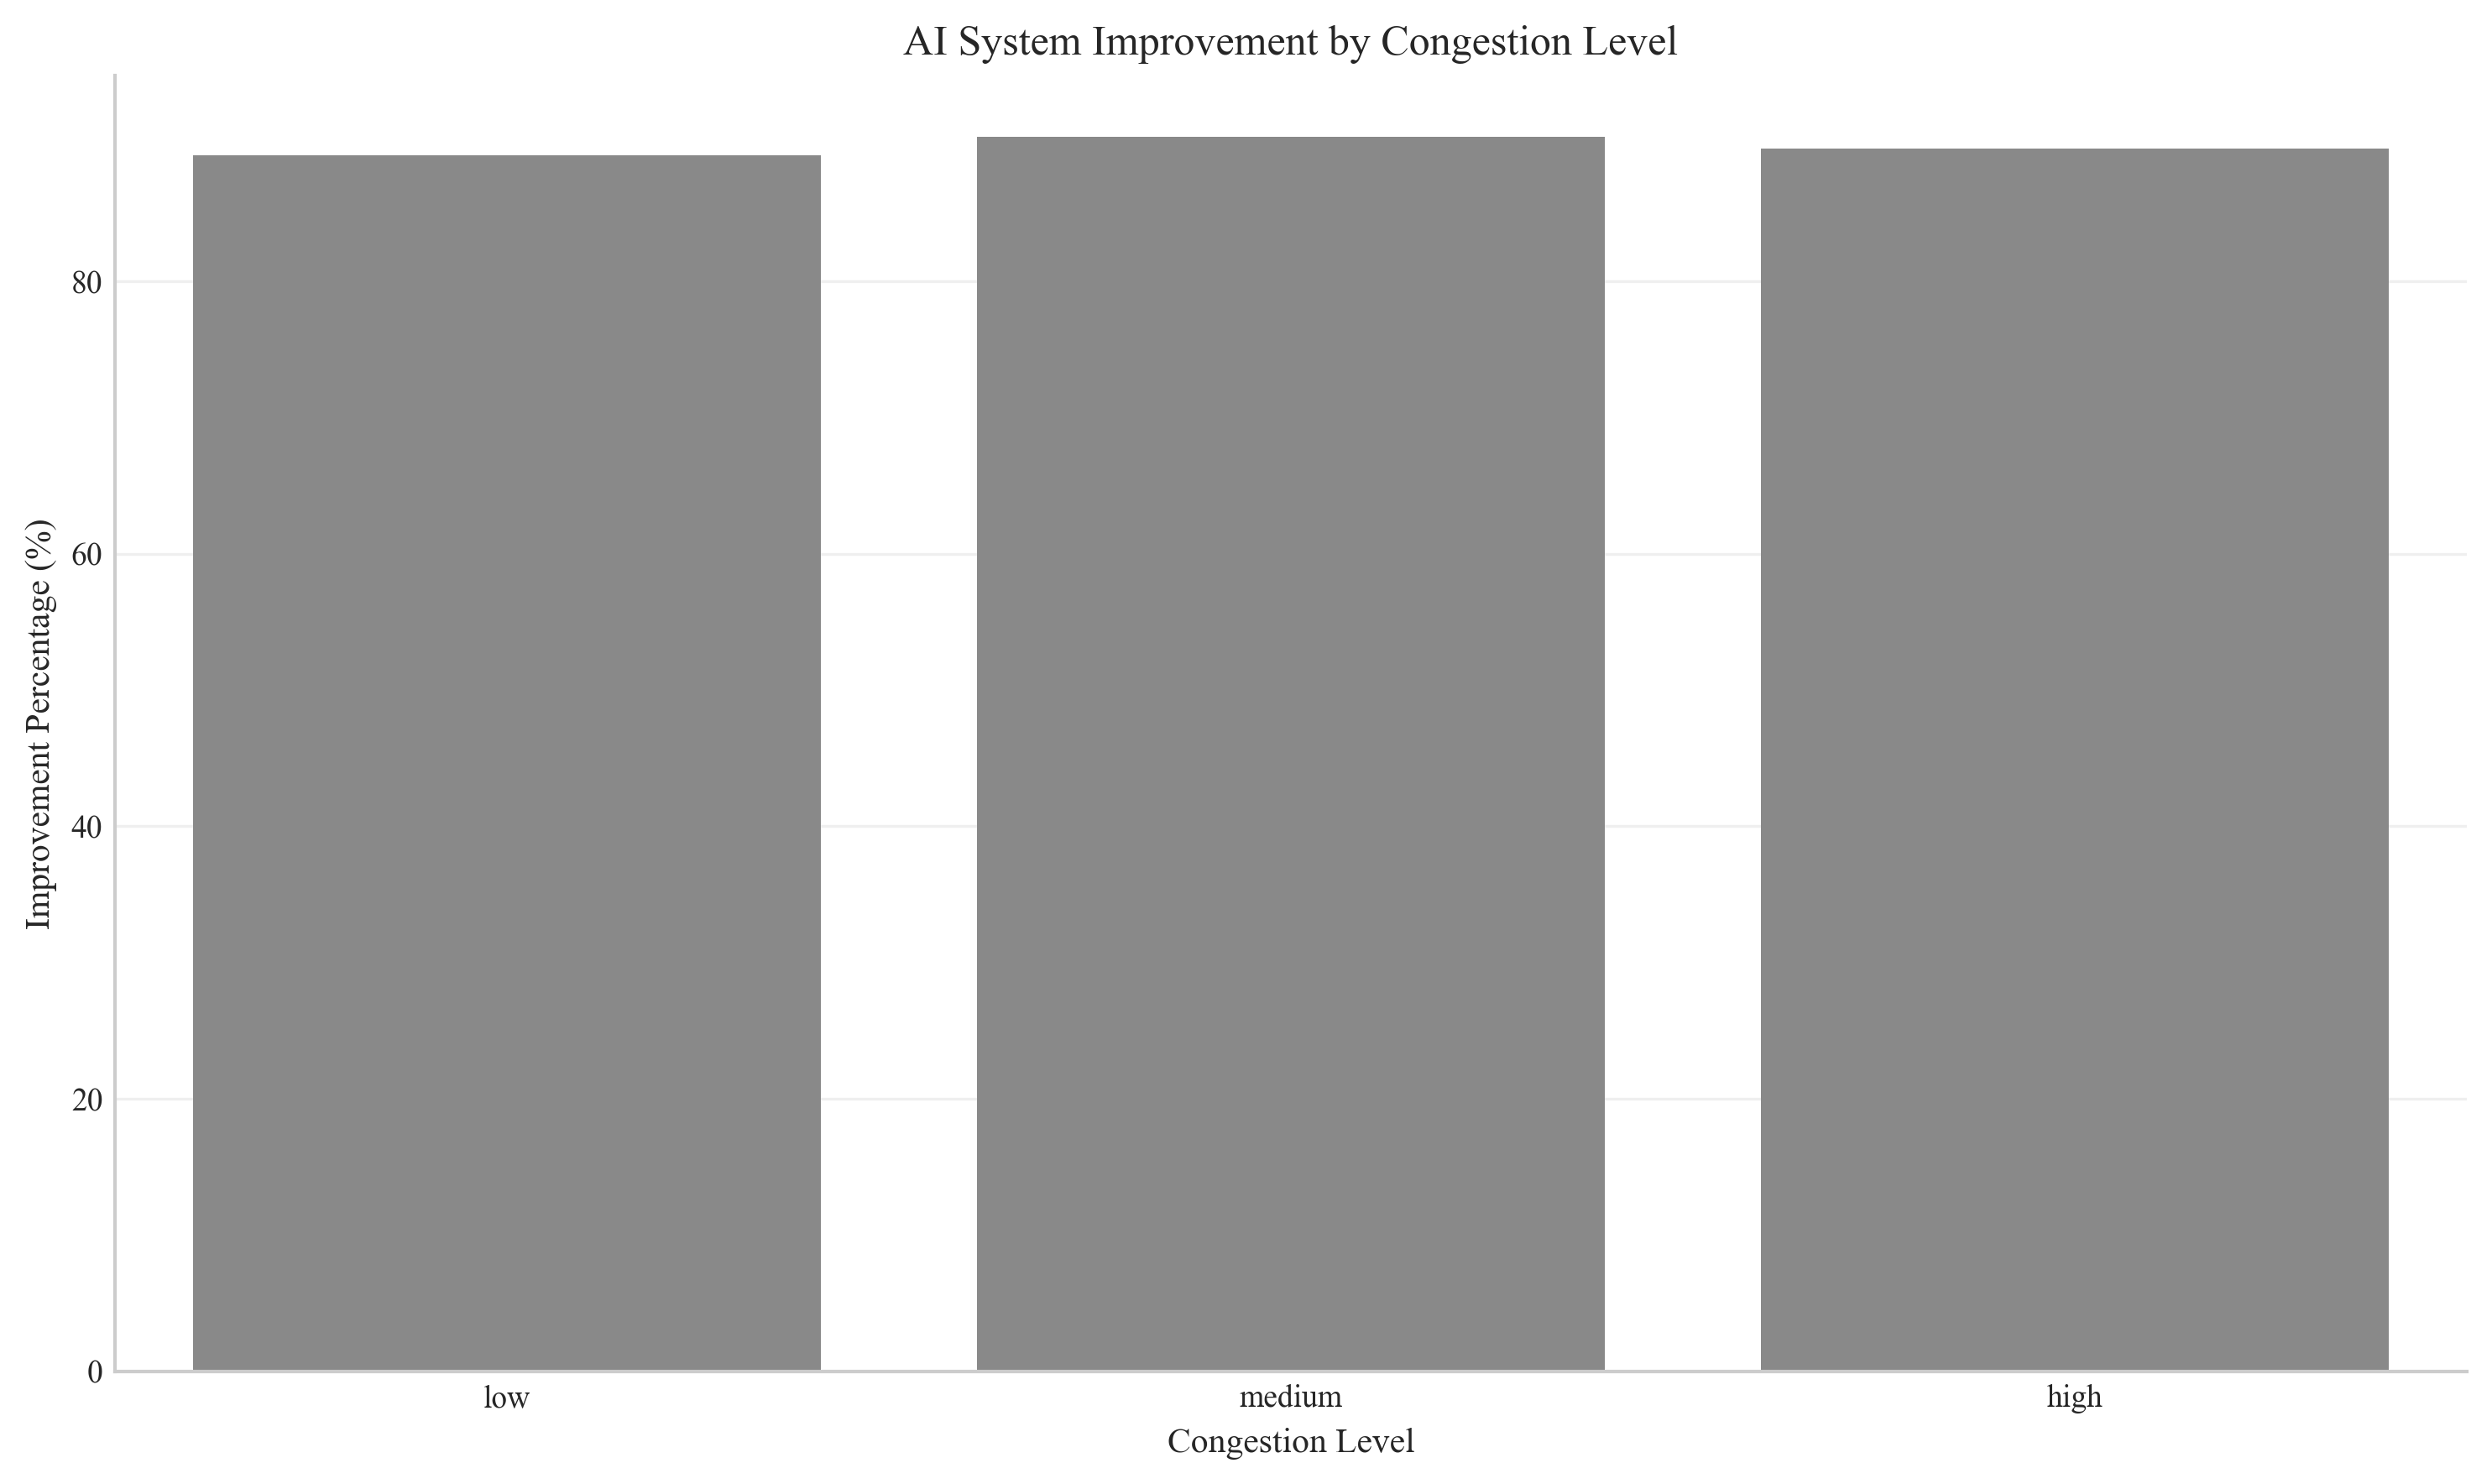 AI System Improvement by Congestion Level
Improvement Percentage (%)
80
60
40
20
0
low
medium
high
Congestion Level